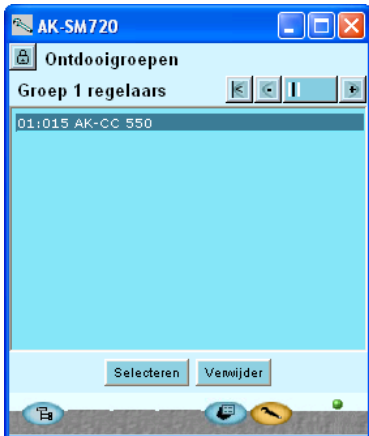 AK-SM720
Ontdooigroepen
Groep 1 regelaars
01:015 AK-CC 550
Selecteren Verwijder